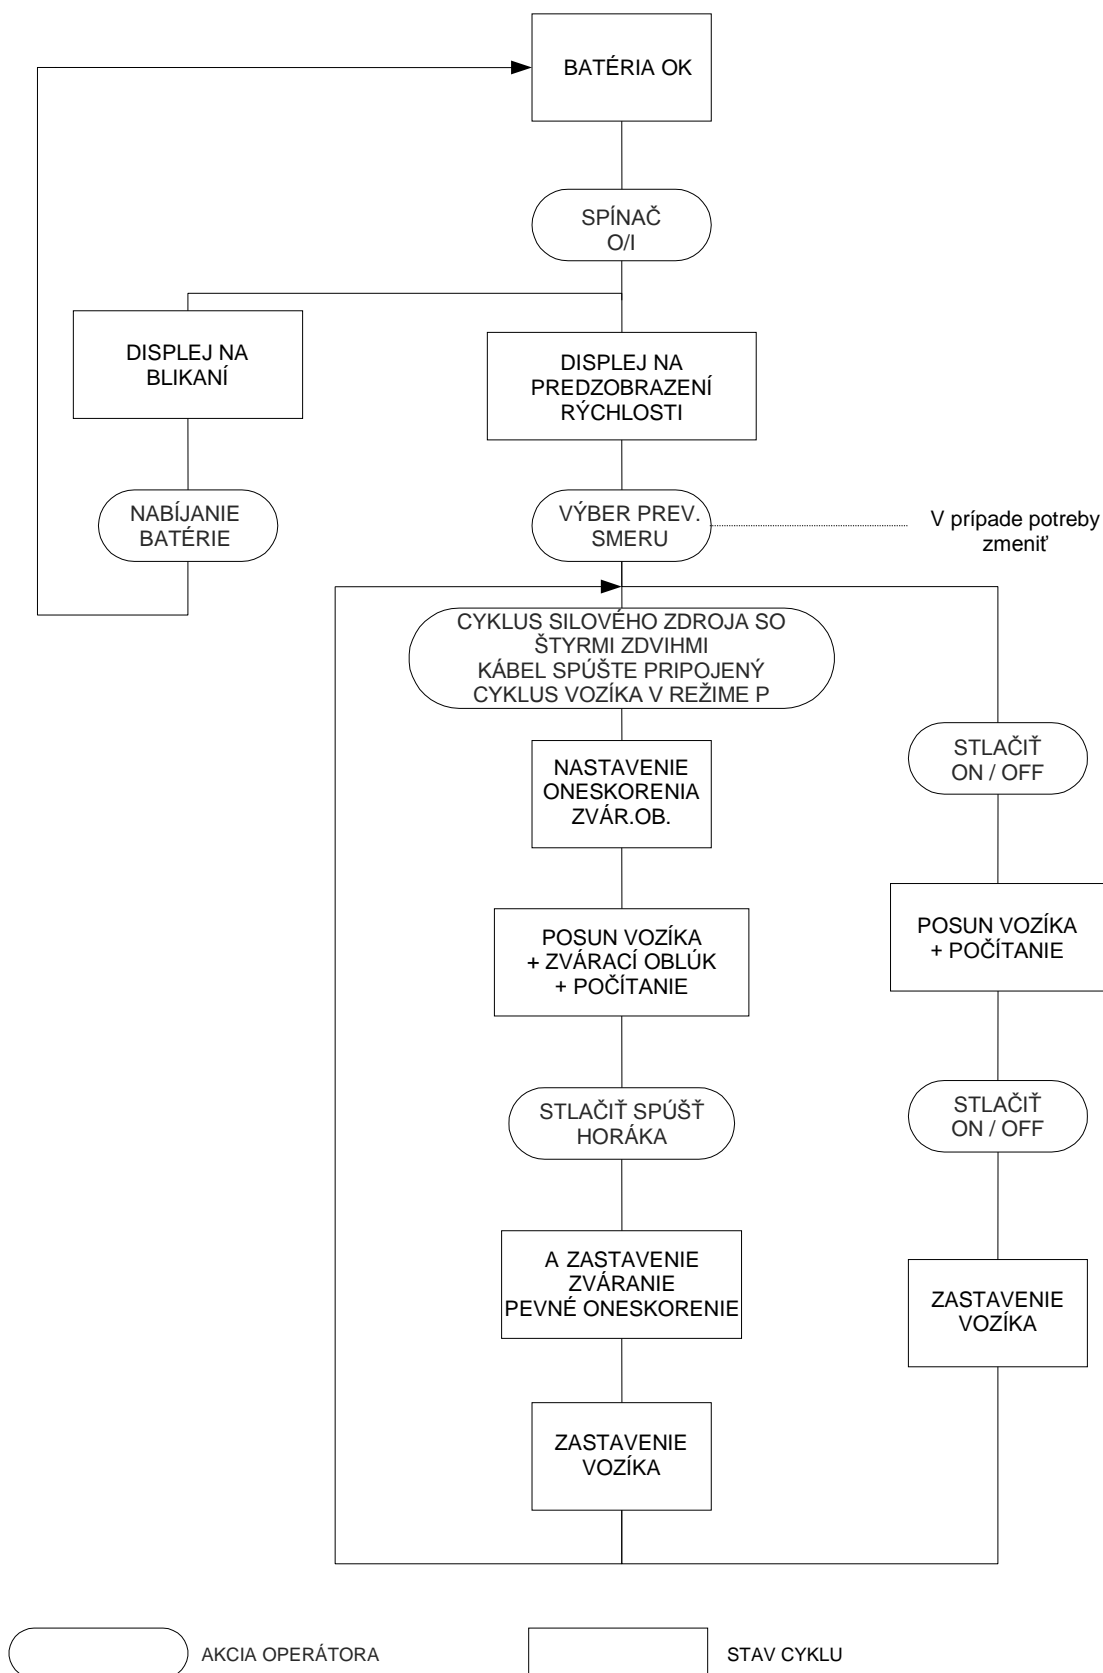 BATÉRIA OK
SPÍNAČ
O/I
DISPLEJ NA
BLIKANÍ
DISPLEJ NA
PREDZOBRAZENÍ
RÝCHLOSTI
NABÍJANIE
BATÉRIE
VÝBER PREV.
SMERU
V prípade potreby
zmeniť
CYKLUS SILOVÉHO ZDROJA SO
ŠTYRMI ZDVIHMI
KÁBEL SPÚŠTE PRIPOJENÝ
CYKLUS VOZÍKA V REŽIME P
NASTAVENIE
ONESKORENIA
ZVÁR.OB.
STLAČIŤ
ON / OFF
POSUN VOZÍKA
+ ZVÁRACÍ OBLÚK
+ POČÍTANIE
POSUN VOZÍKA
+ POČÍTANIE
STLAČIŤ SPÚŠŤ
HORÁKA
STLAČIŤ
ON / OFF
A ZASTAVENIE
ZVÁRANIE
PEVNÉ ONESKORENIE
ZASTAVENIE
VOZÍKA
ZASTAVENIE
VOZÍKA
AKCIA OPERÁTORA
STAV CYKLU